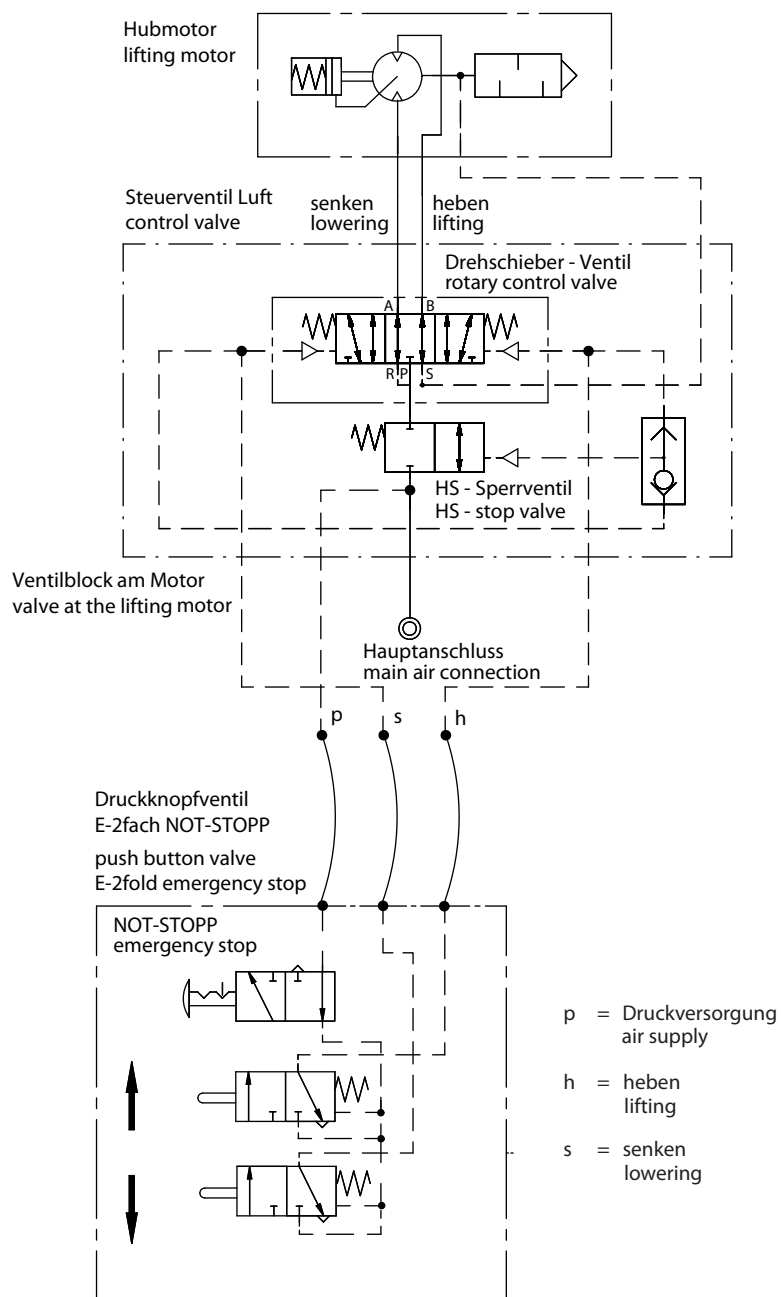 Hubmotor
lifting motor
Steuerventil Luft
control valve
senken
lowering
heben
lifting
Drehschieber - Ventil
rotary control valve
A
B
R
P
S
HS - Sperrventil
HS - stop valve
Ventilblock am Motor
valve at the lifting motor
Hauptanschluss
main air connection
p
s
h
Druckknopfventil
E-2fach NOT-STOPP
push button valve
E-2fold emergency stop
NOT-STOPP
emergency stop
p = Druckversorgung
air supply
h = heben
lifting
s = senken
lowering